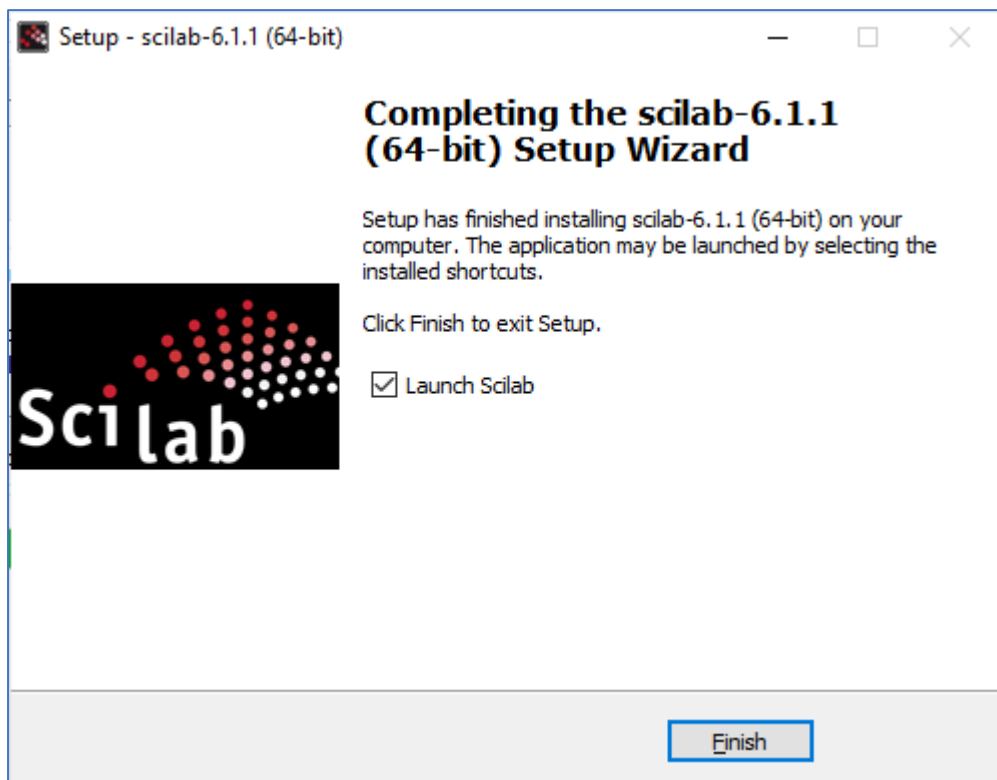 Setup - scilab-6.1.1 (64-bit)
Completing the scilab-6.1.1
(64-bit) Setup Wizard
Setup has finished installing scilab-6.1.1 (64-bit) on your
computer. The application may be launched by selecting the
installed shortcuts.
Click Finish to exit Setup.
Launch Scilab
Scilab
Finish